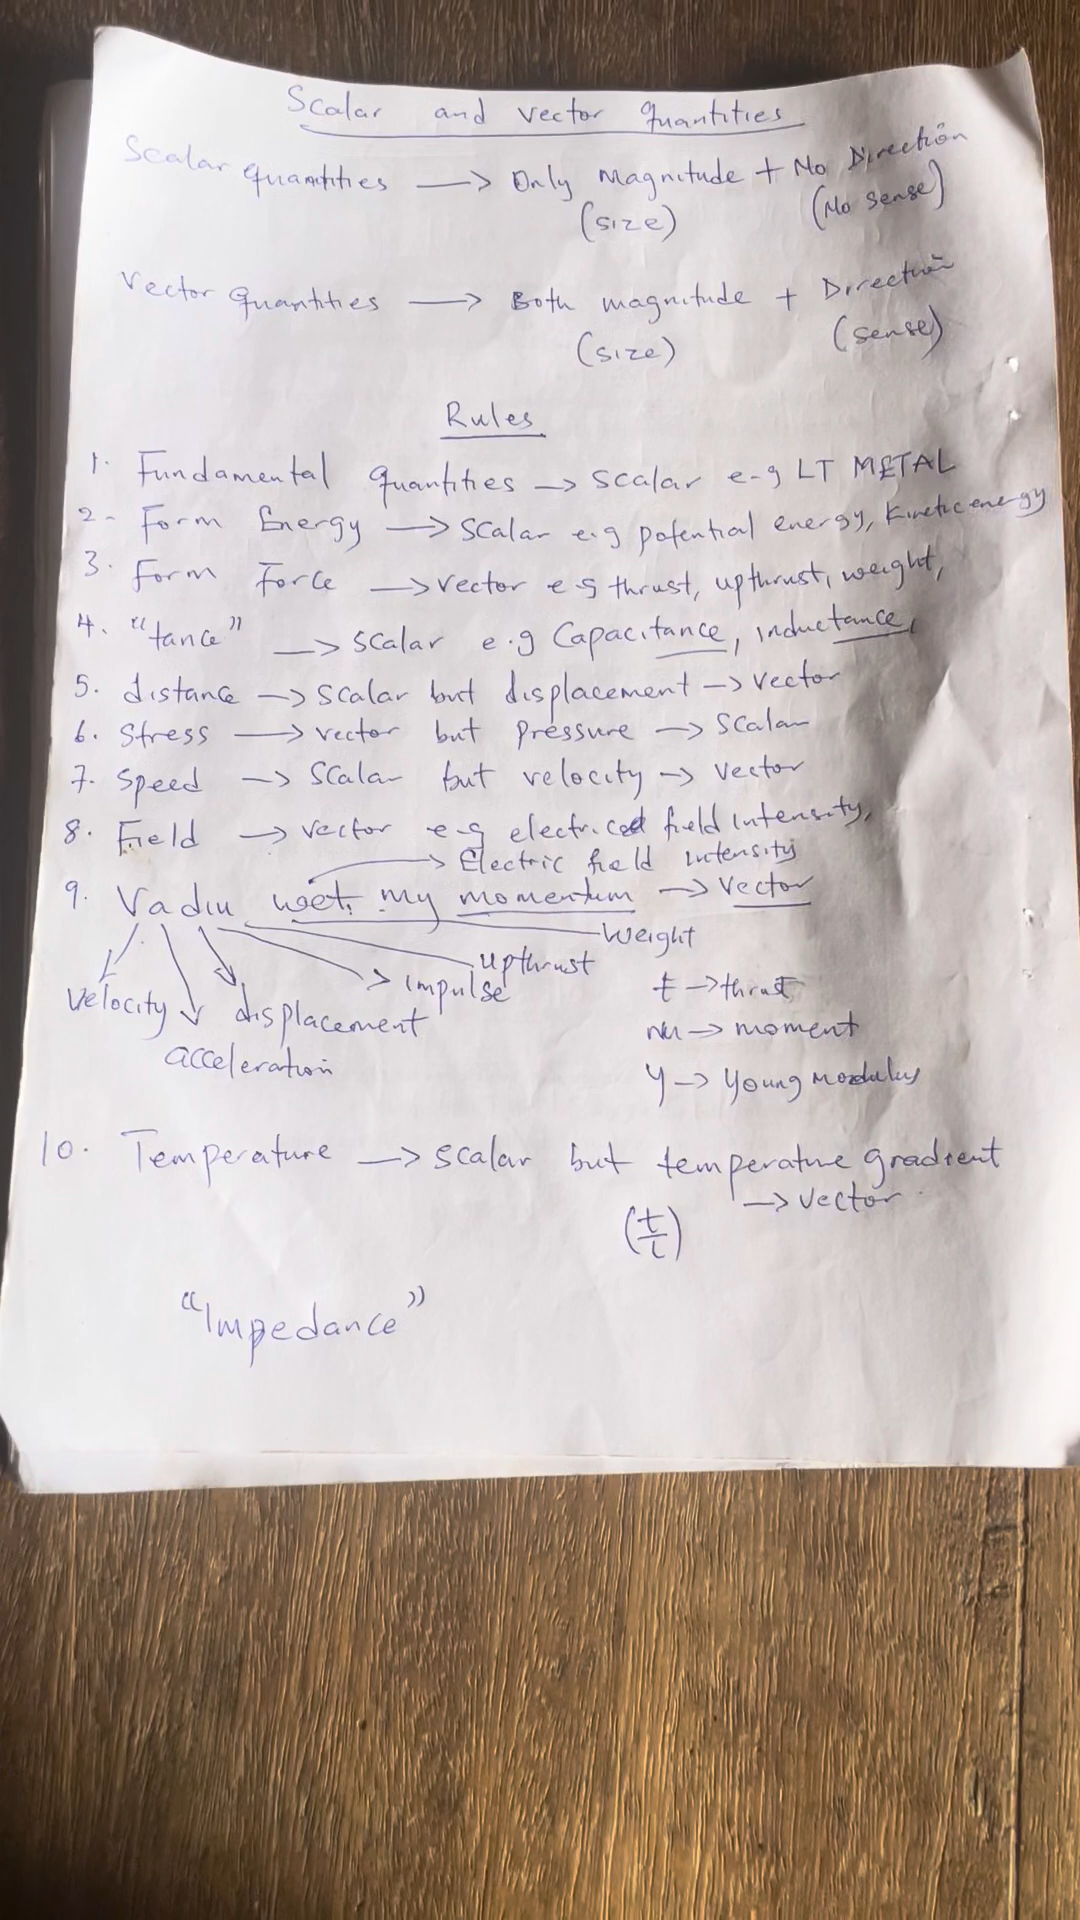 Scalar and vector quantities
Scalar quantities → Only magnitude + No Direction
(size) (No sense)
Vector quantities → Both magnitude + Direction
(size) (sense)
Rules
1. Fundamental quantities → scalar e-g LT METAL
2- Form Energy → scalar e.g potential energy, kinetic energy
3. Form Force → vector e g thrust, upthrust, weight,
4. "tance" → scalar e.g Capacitance, inductance,
5. distance → scalar but displacement → vector
6. Stress → vector but pressure → scalar
7. Speed → scalar but velocity → vector
8. Field → vector e-g electrical field intensity,
→ Electric field intensity
9. Vadiu wet my momentum → vector
Weight
upthrust
impulse
velocity displacement
acceleration
t → thrust
m → moment
y → young modulus
10. Temperature → scalar but temperature gradient
→ vector
(t/l)
"Impedance"